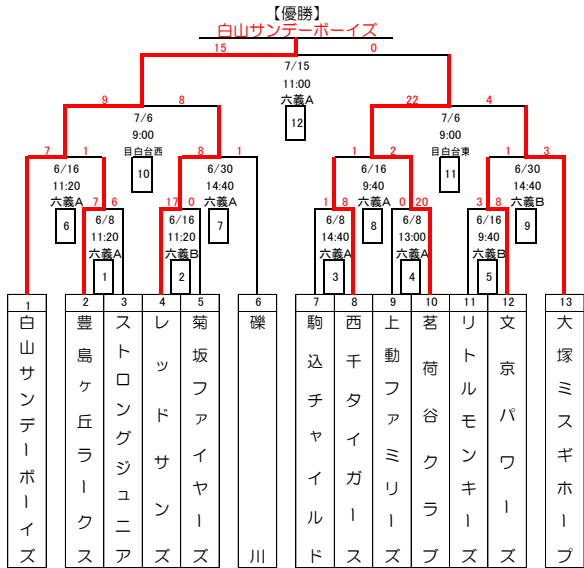 【優勝】
白山サンデーボーイズ
15 0
7/15
11:00
六義A
12
9 8 22 4
7/6 7/6
9:00 9:00
目白台西 目白台東
10 11
7 1 8 1 1 2 1 3
6/16 6/30 6/16 6/30
11:20 14:40 9:40 14:40
六義A 六義A 六義A 六義B
6 7 8 9
7 6 17 0 1 8 0 20 3 8
6/8 6/16 6/8 6/8 6/16
11:20 11:20 14:40 13:00 9:40
六義A 六義B 六義A 六義A 六義B
1 2 3 4 5
1 2 3 4 5 6 7 8 9 10 11 12 13
白山サンデーボーイズ
豊島ヶ丘ラークス
ストロングジュニア
レッドサンズ
菊坂ファイヤーズ
礫川
駒込チャイルド
西千タイガース
上動ファミリーズ
茗荷谷クラブ
リトルモンキーズ
文京パワーズ
大塚ミスギホープ